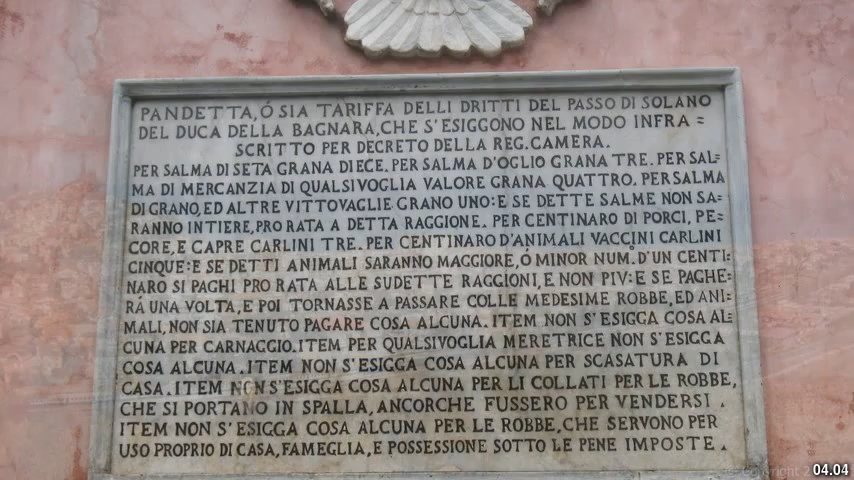 PANDETTA, Ó SIA TARIFFA DELLI DRITTI DEL PASSO DI SOLANO
DEL DUCA DELLA BAGNARA, CHE S'ESIGGONO NEL MODO INFRA =
SCRITTO PER DECRETO DELLA REG. CAMERA.
PER SALMA DI SETA GRANA DIECE. PER SALMA D'OGLIO GRANA TRE. PER SAL=
MA DI MERCANZIA DI QUALSIVOGLIA VALORE GRANA QUATTRO. PER SALMA
DI GRANO, ED ALTRE VITTOVAGLIE GRANO UNO: E SE DETTE SALME NON SA=
RANNO INTIERE, PRO RATA A DETTA RAGGIONE. PER CENTINARO DI PORCI, PE=
CORE, E CAPRE CARLINI TRE. PER CENTINARO D'ANIMALI VACCINI CARLINI
CINQUE: E SE DETTI ANIMALI SARANNO MAGGIORE, Ó MINOR NUM.º D'UN CENTI=
NARO SI PAGHI PRO RATA ALLE SUDETTE RAGGIONI, E NON PIV: E SE PAGHE=
RÁ UNA VOLTA, E POI TORNASSE A PASSARE COLLE MEDESIME ROBBE, ED ANI=
MALI, NON SIA TENUTO PAGARE COSA ALCUNA. ITEM NON S'ESIGGA COSA AL=
CUNA PER CARNAGGIO. ITEM PER QUALSIVOGLIA MERETRICE NON S'ESIGGA
COSA ALCUNA. ITEM NON S'ESIGGA COSA ALCUNA PER SCASATURA DI
CASA. ITEM NON S'ESIGGA COSA ALCUNA PER LI COLLATI PER LE ROBBE,
CHE SI PORTANO IN SPALLA, ANCORCHE FUSSERO PER VENDERSI.
ITEM NON S'ESIGGA COSA ALCUNA PER LE ROBBE, CHE SERVONO PER
USO PROPRIO DI CASA, FAMEGLIA, E POSSESSIONE SOTTO LE PENE IMPOSTE.
04.04